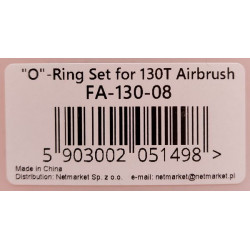 "O"-Ring Set for 130T Airbrush
FA-130-08
5 903002 051498 >
Made in China
Distribution: Netmarket Sp. z o.o. e-mail: netmarket@netmarket.pl